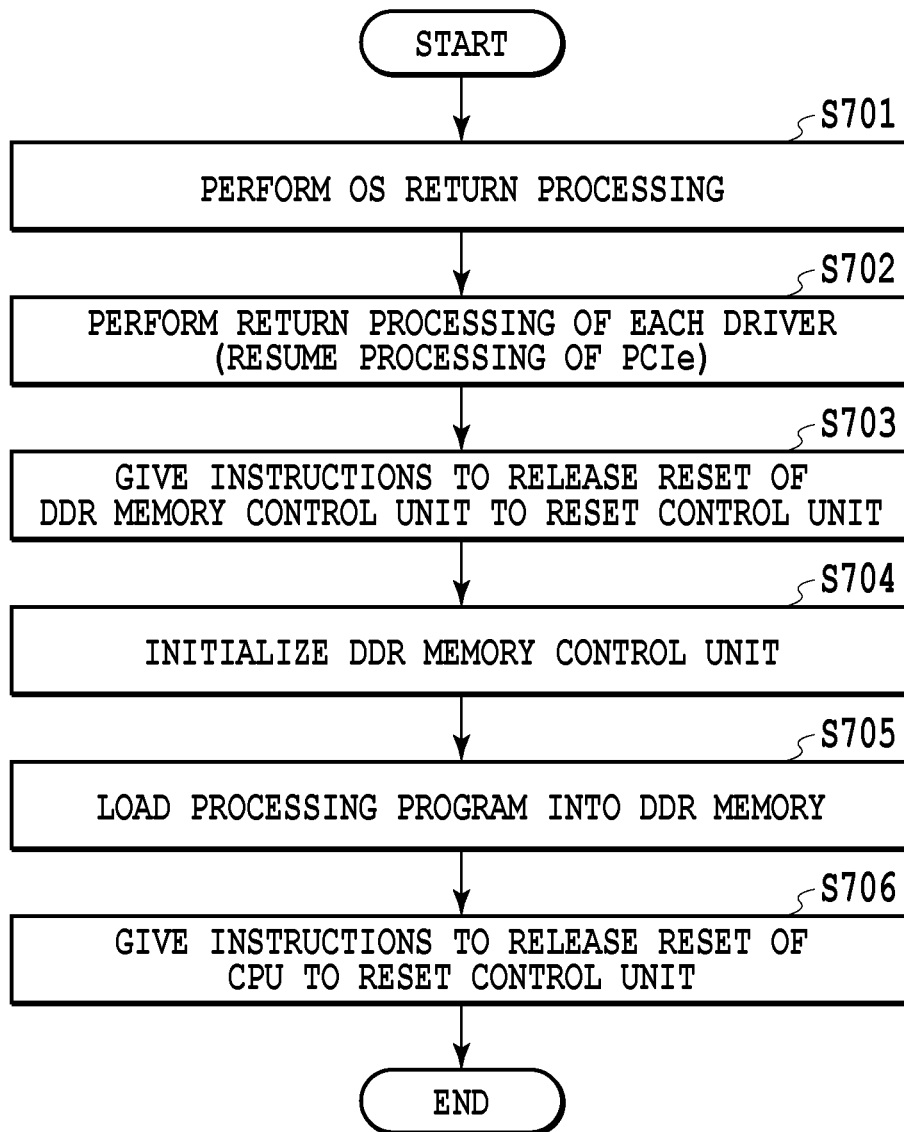 START
S701
PERFORM OS RETURN PROCESSING
S702
PERFORM RETURN PROCESSING OF EACH DRIVER
(RESUME PROCESSING OF PCIe)
S703
GIVE INSTRUCTIONS TO RELEASE RESET OF
DDR MEMORY CONTROL UNIT TO RESET CONTROL UNIT
S704
INITIALIZE DDR MEMORY CONTROL UNIT
S705
LOAD PROCESSING PROGRAM INTO DDR MEMORY
S706
GIVE INSTRUCTIONS TO RELEASE RESET OF
CPU TO RESET CONTROL UNIT
END